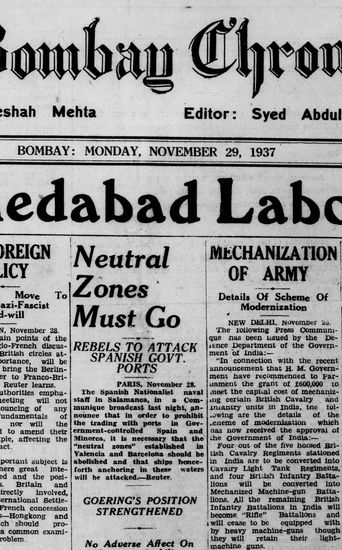 Bombay Chron
eshah Mehta Editor: Syed Abdul
BOMBAY: MONDAY, NOVEMBER 29, 1937
edabad Labo
OREIGN
LICY
Move To
azi-Fascist
d-will
N, November 28.
ain points of the
glo-French discus-
British circles at-
portance, will be
bring the Berlin-
er to Franco-Bri-
Reuter learns.
uthorities empha-
meeting will not
ouncing of any
undamentals of
nor will the
d to amend their
ple, affecting the
act.
portant subject is
here great inte-
ed and the posi-
s. Britain and
irectly involved,
ernational Settle-
French concession
s—Hongkong and
ch should pro-
a common exami-
problem.
Neutral
Zones
Must Go
REBELS TO ATTACK
SPANISH GOVT.
PORTS
PARIS, November 28.
The Spanish Nationalist naval
staff in Salamanca, in a Com-
munique broadcast last night, an-
nounce that in order to prohibit
the trading with ports in Gov-
ernment-controlled Spain and
Minorca, it is necessary that the
"neutral zones" established in
Valencia and Barcelona should be
abolished and that ships hence-
forth anchoring in these waters
will be attacked.—Reuter.
GOERING'S POSITION
STRENGTHENED
No Adverse Affect On
MECHANIZATION
OF ARMY
Details Of Scheme Of
Modernization
NEW DELHI, November 28.
The following Press Communi-
que has been issued by the De-
fence Department of the Govern-
ment of India:—
"In connection with the recent
announcement that H. M. Govern-
ment have recommended to Par-
liament the grant of £600,000 to
meet the capital cost of mechaniz-
ing certain British Cavalry and
Infantry units in India, the fol-
lowing are the details of the
scheme of modernization which
has now received the approval of
the Government of India:—
Four out of the five horsed Bri-
tish Cavalry Regiments stationed
in India are to be converted into
Cavalry Light Tank Regiments,
and four British Infantry Batta-
lions will be converted into
Mechanized Machine-gun Batta-
lions. All the remaining British
Infantry Battalions in India will
become "Rifle" Battalions and
will cease to be equipped with
by heavy machine-guns though
they will retain their light
machine-guns.